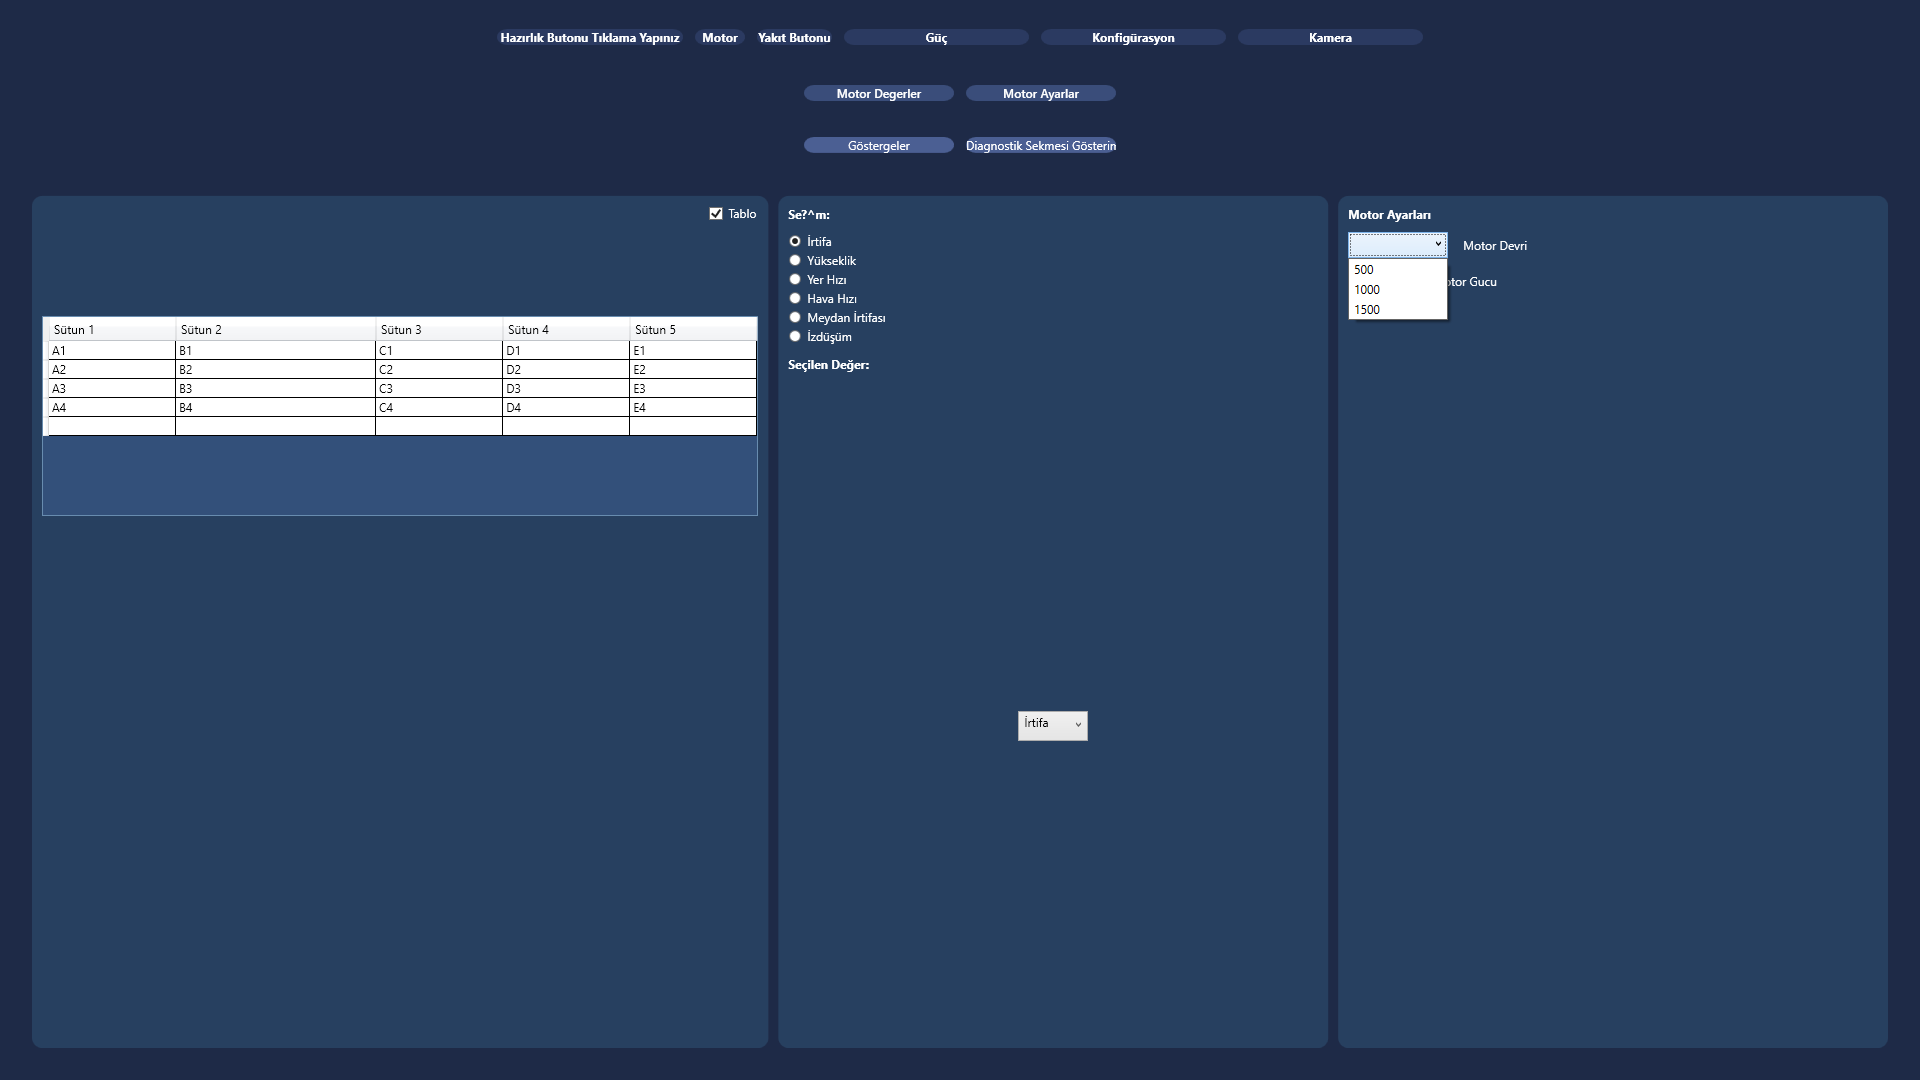 Hazırlık Butonu Tıklama Yapınız Motor Yakıt Butonu Güç Konfigürasyon Kamera
Motor Degerler Motor Ayarlar
Göstergeler Diagnostik Sekmesi Gösterin
Tablo
Sütun 1 Sütun 2 Sütun 3 Sütun 4 Sütun 5
A1 B1 C1 D1 E1
A2 B2 C2 D2 E2
A3 B3 C3 D3 E3
A4 B4 C4 D4 E4
Se?^m:
İrtifa
Yükseklik
Yer Hızı
Hava Hızı
Meydan İrtifası
İzdüşüm
Seçilen Değer:
İrtifa
Motor Ayarları
Motor Devri
500
1000
1500
Gucu